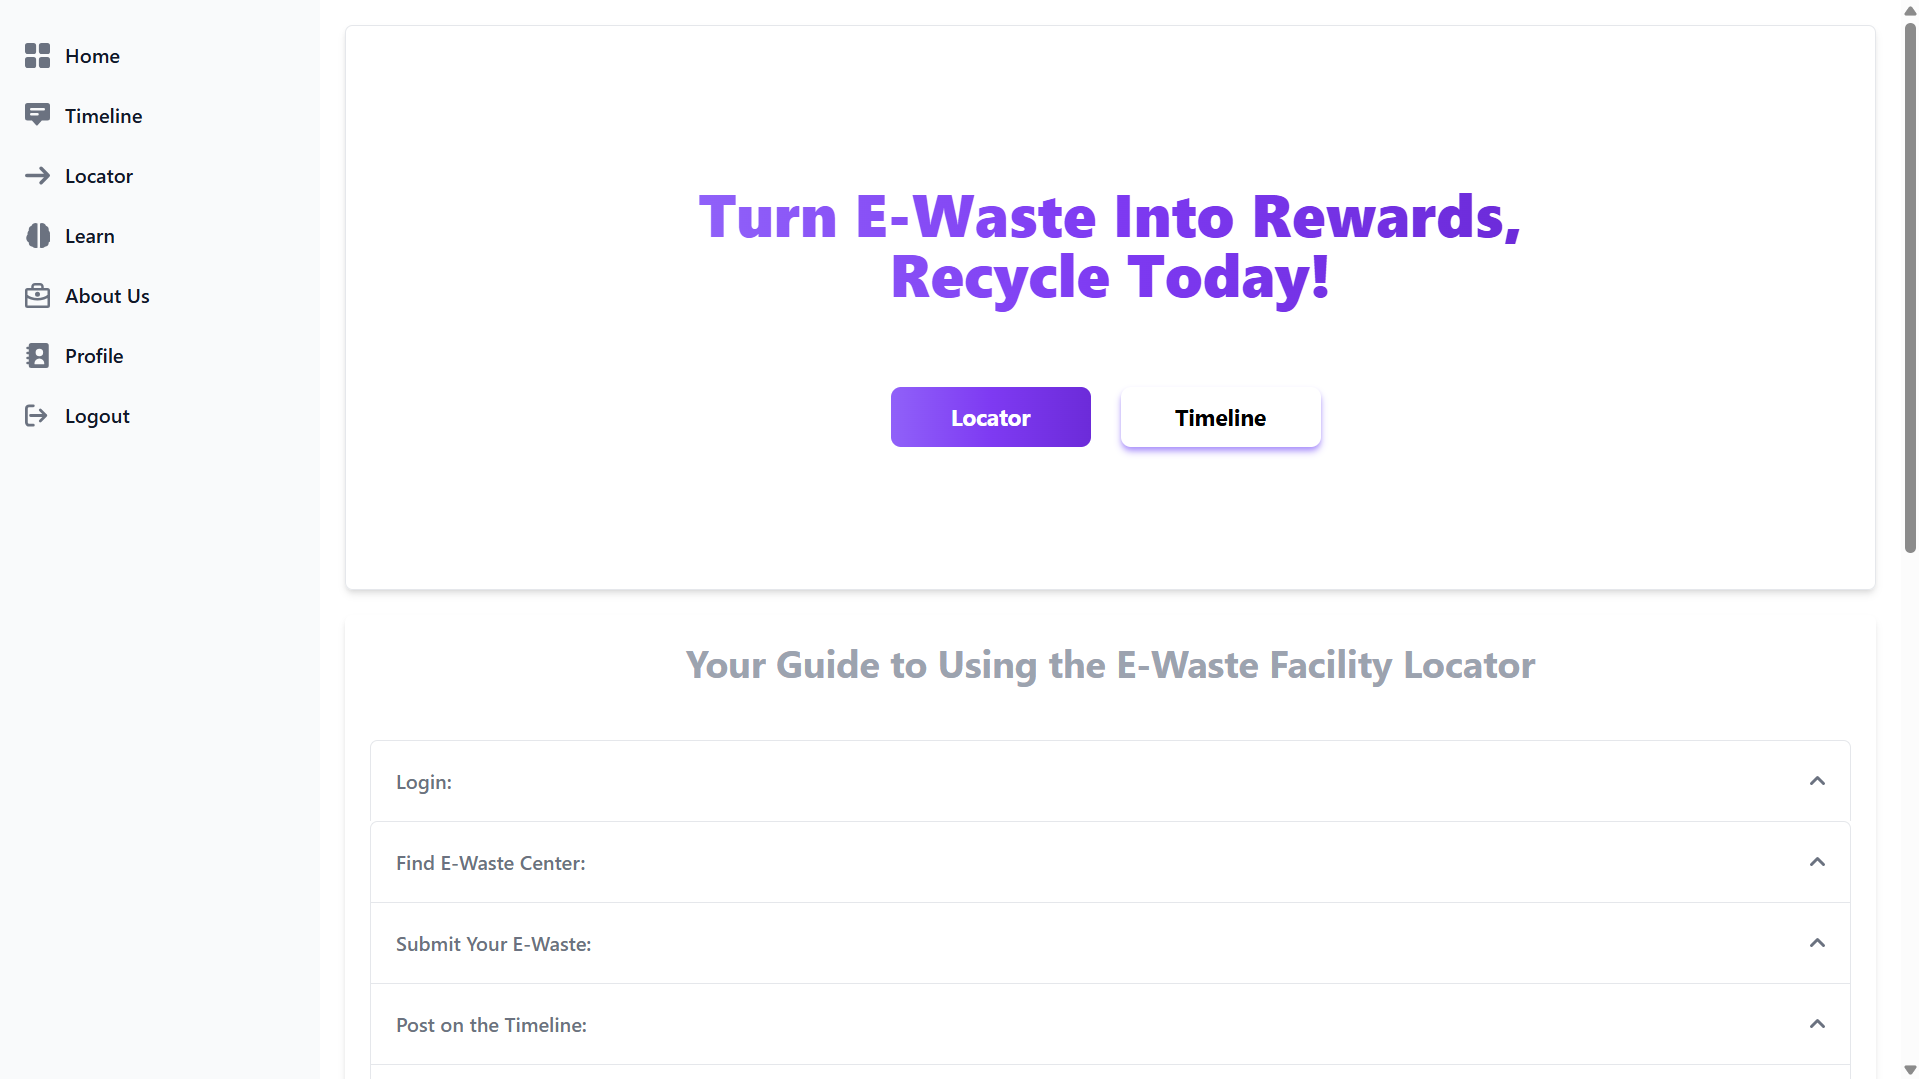 Home
Timeline
Locator
Learn
About Us
Profile
Logout
Turn E-Waste Into Rewards,
Recycle Today!
Locator
Timeline
Your Guide to Using the E-Waste Facility Locator
Login:
Find E-Waste Center:
Submit Your E-Waste:
Post on the Timeline: